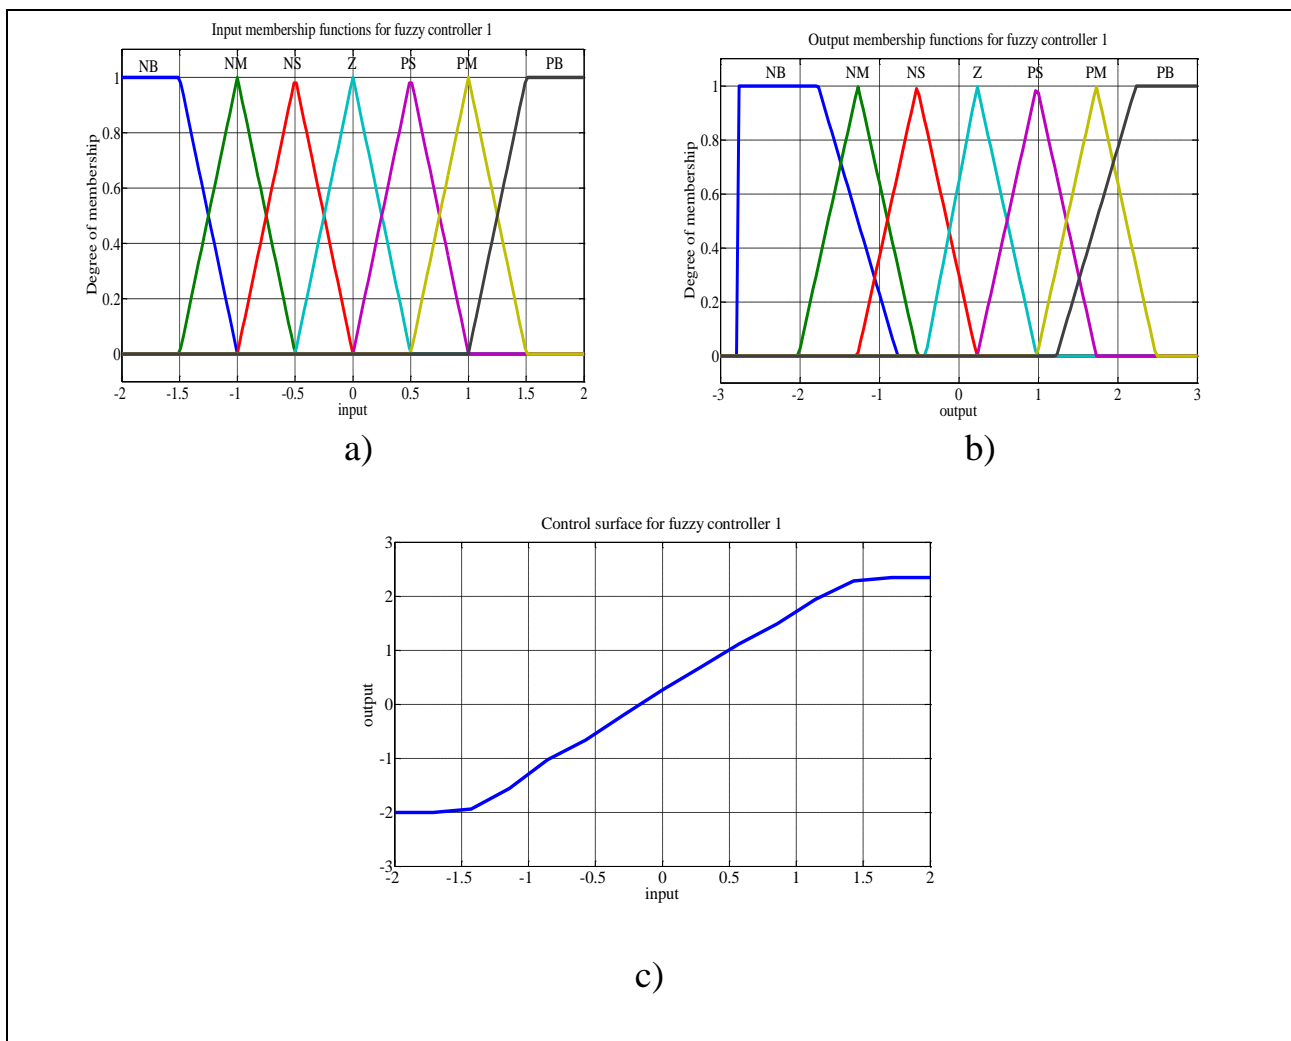 Input membership functions for fuzzy controller 1
NB NM NS Z PS PM PB
1
0.8
0.6
0.4
0.2
0
Degree of membership
-2 -1.5 -1 -0.5 0 0.5 1 1.5 2
input
a)
Output membership functions for fuzzy controller 1
NB NM NS Z PS PM PB
1
0.8
0.6
0.4
0.2
0
Degree of membership
-3 -2 -1 0 1 2 3
output
b)
Control surface for fuzzy controller 1
3
2
1
0
-1
-2
-3
output
-2 -1.5 -1 -0.5 0 0.5 1 1.5 2
input
c)